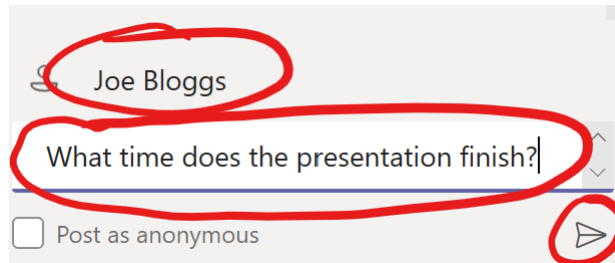 Joe Bloggs
What time does the presentation finish?
Post as anonymous